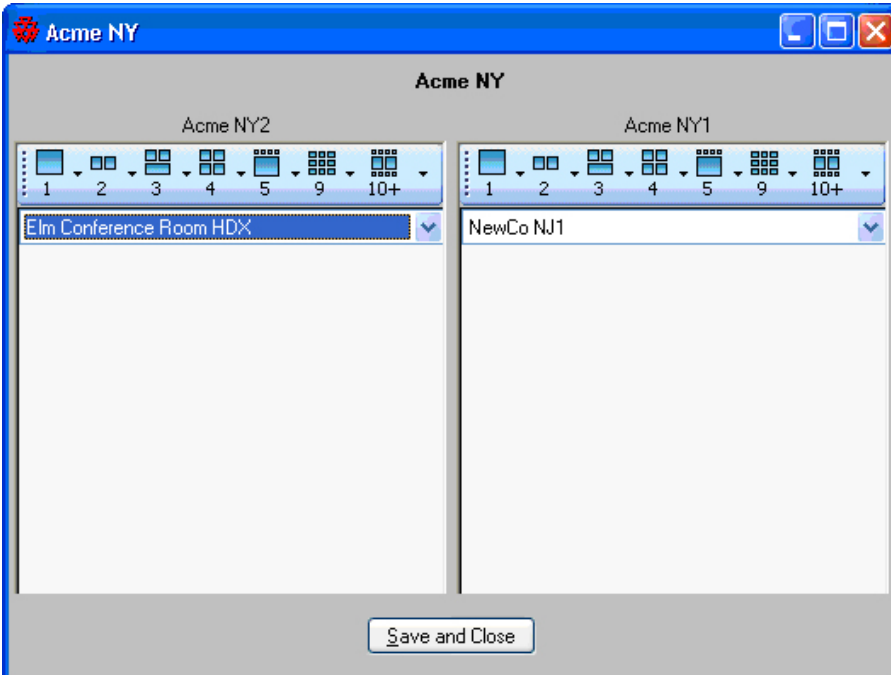 Acme NY
Acme NY
Acme NY2
Acme NY1
1 2 3 4 5 9 10+
1 2 3 4 5 9 10+
Elm Conference Room HDX
NewCo NJ1
Save and Close